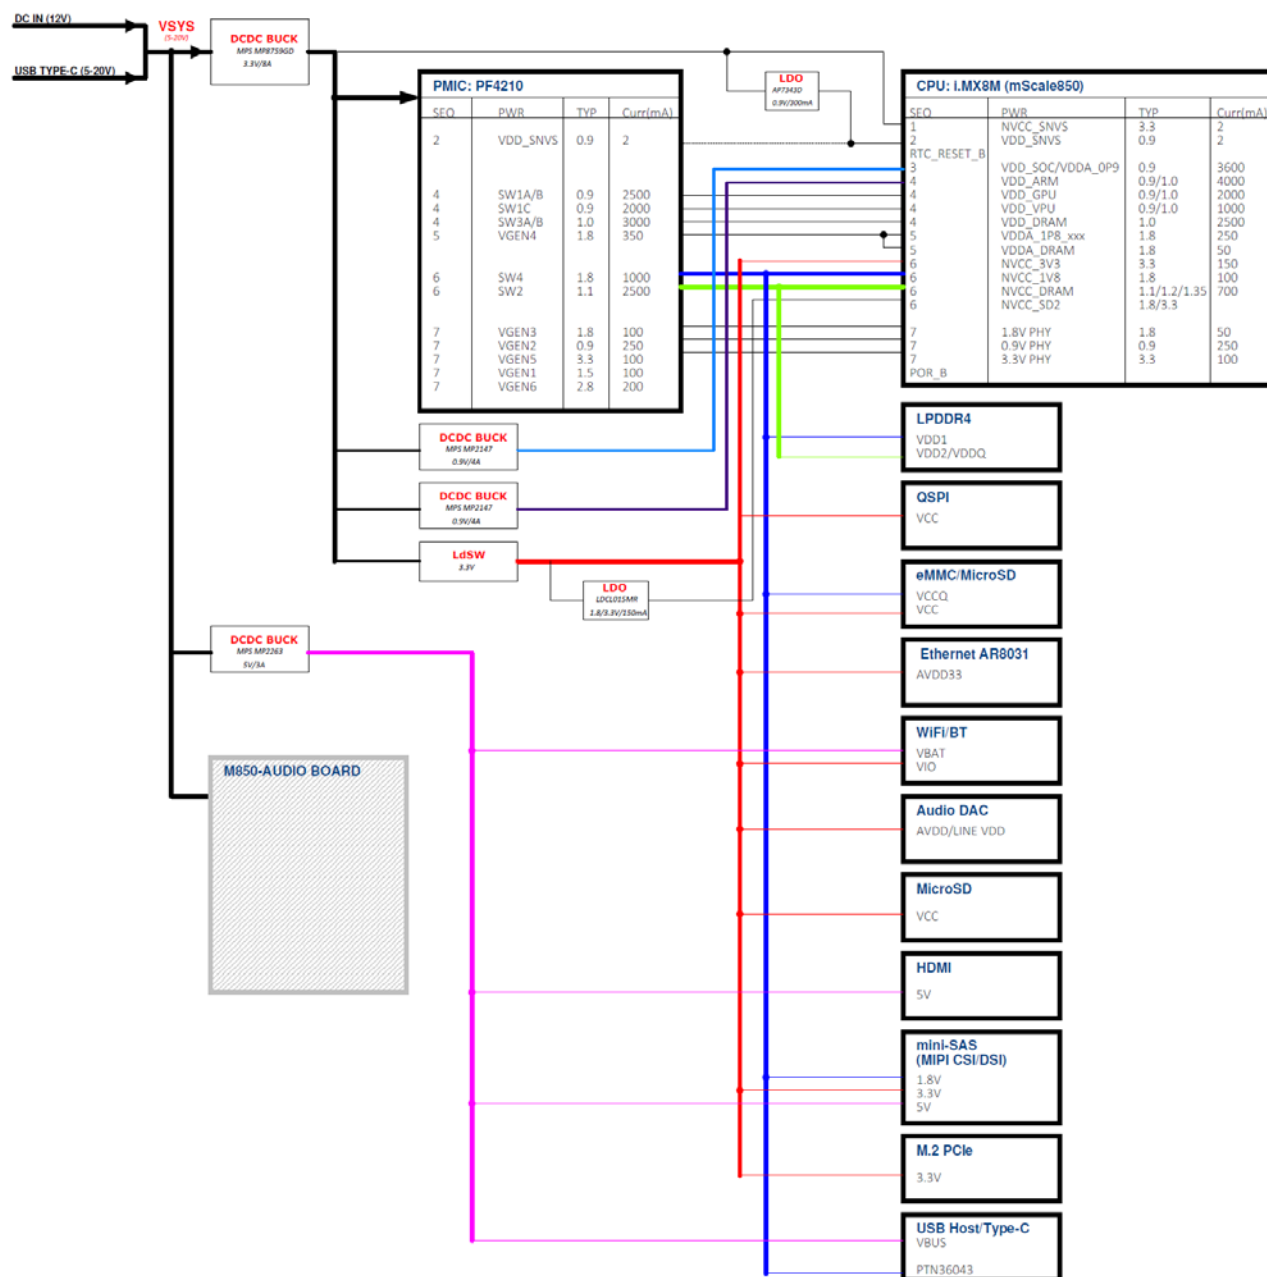 DC IN (12V)
USB TYPE-C (5-20V)
VSYS
(5-20V)
DCDC BUCK
MPS MP8759GD
3.3V/8A
PMIC: PF4210
SEQ PWR TYP Curr(mA)
2 VDD_SNVS 0.9 2
4 SW1A/B 0.9 2500
4 SW1C 0.9 2000
4 SW3A/B 1.0 3000
5 VGEN4 1.8 350
6 SW4 1.8 1000
6 SW2 1.1 2500
7 VGEN3 1.8 100
7 VGEN2 0.9 250
7 VGEN5 3.3 100
7 VGEN1 1.5 100
7 VGEN6 2.8 200
LDO
AP7343D
0.9V/300mA
CPU: i.MX8M (mScale850)
SEQ PWR TYP Curr(mA)
1 NVCC_SNVS 3.3 2
2 VDD_SNVS 0.9 2
RTC_RESET_B
3 VDD_SOC/VDDA_0P9 0.9 3600
4 VDD_ARM 0.9/1.0 4000
4 VDD_GPU 0.9/1.0 2000
4 VDD_VPU 0.9/1.0 1000
4 VDD_DRAM 1.0 2500
5 VDDA_1P8_xxx 1.8 250
5 VDDA_DRAM 1.8 50
6 NVCC_3V3 3.3 150
6 NVCC_1V8 1.8 100
6 NVCC_DRAM 1.1/1.2/1.35 700
6 NVCC_SD2 1.8/3.3
7 1.8V PHY 1.8 50
7 0.9V PHY 0.9 250
7 3.3V PHY 3.3 100
POR_B
DCDC BUCK
MPS MP2147
0.9V/4A
DCDC BUCK
MPS MP2147
0.9V/4A
LdSW
3.3V
LDO
LDCL015MR
1.8/3.3V/150mA
DCDC BUCK
MPS MP2263
5V/3A
M850-AUDIO BOARD
LPDDR4
VDD1
VDD2/VDDQ
QSPI
VCC
eMMC/MicroSD
VCCQ
VCC
Ethernet AR8031
AVDD33
WiFi/BT
VBAT
VIO
Audio DAC
AVDD/LINE VDD
MicroSD
VCC
HDMI
5V
mini-SAS
(MIPI CSI/DSI)
1.8V
3.3V
5V
M.2 PCIe
3.3V
USB Host/Type-C
VBUS
PTN36043